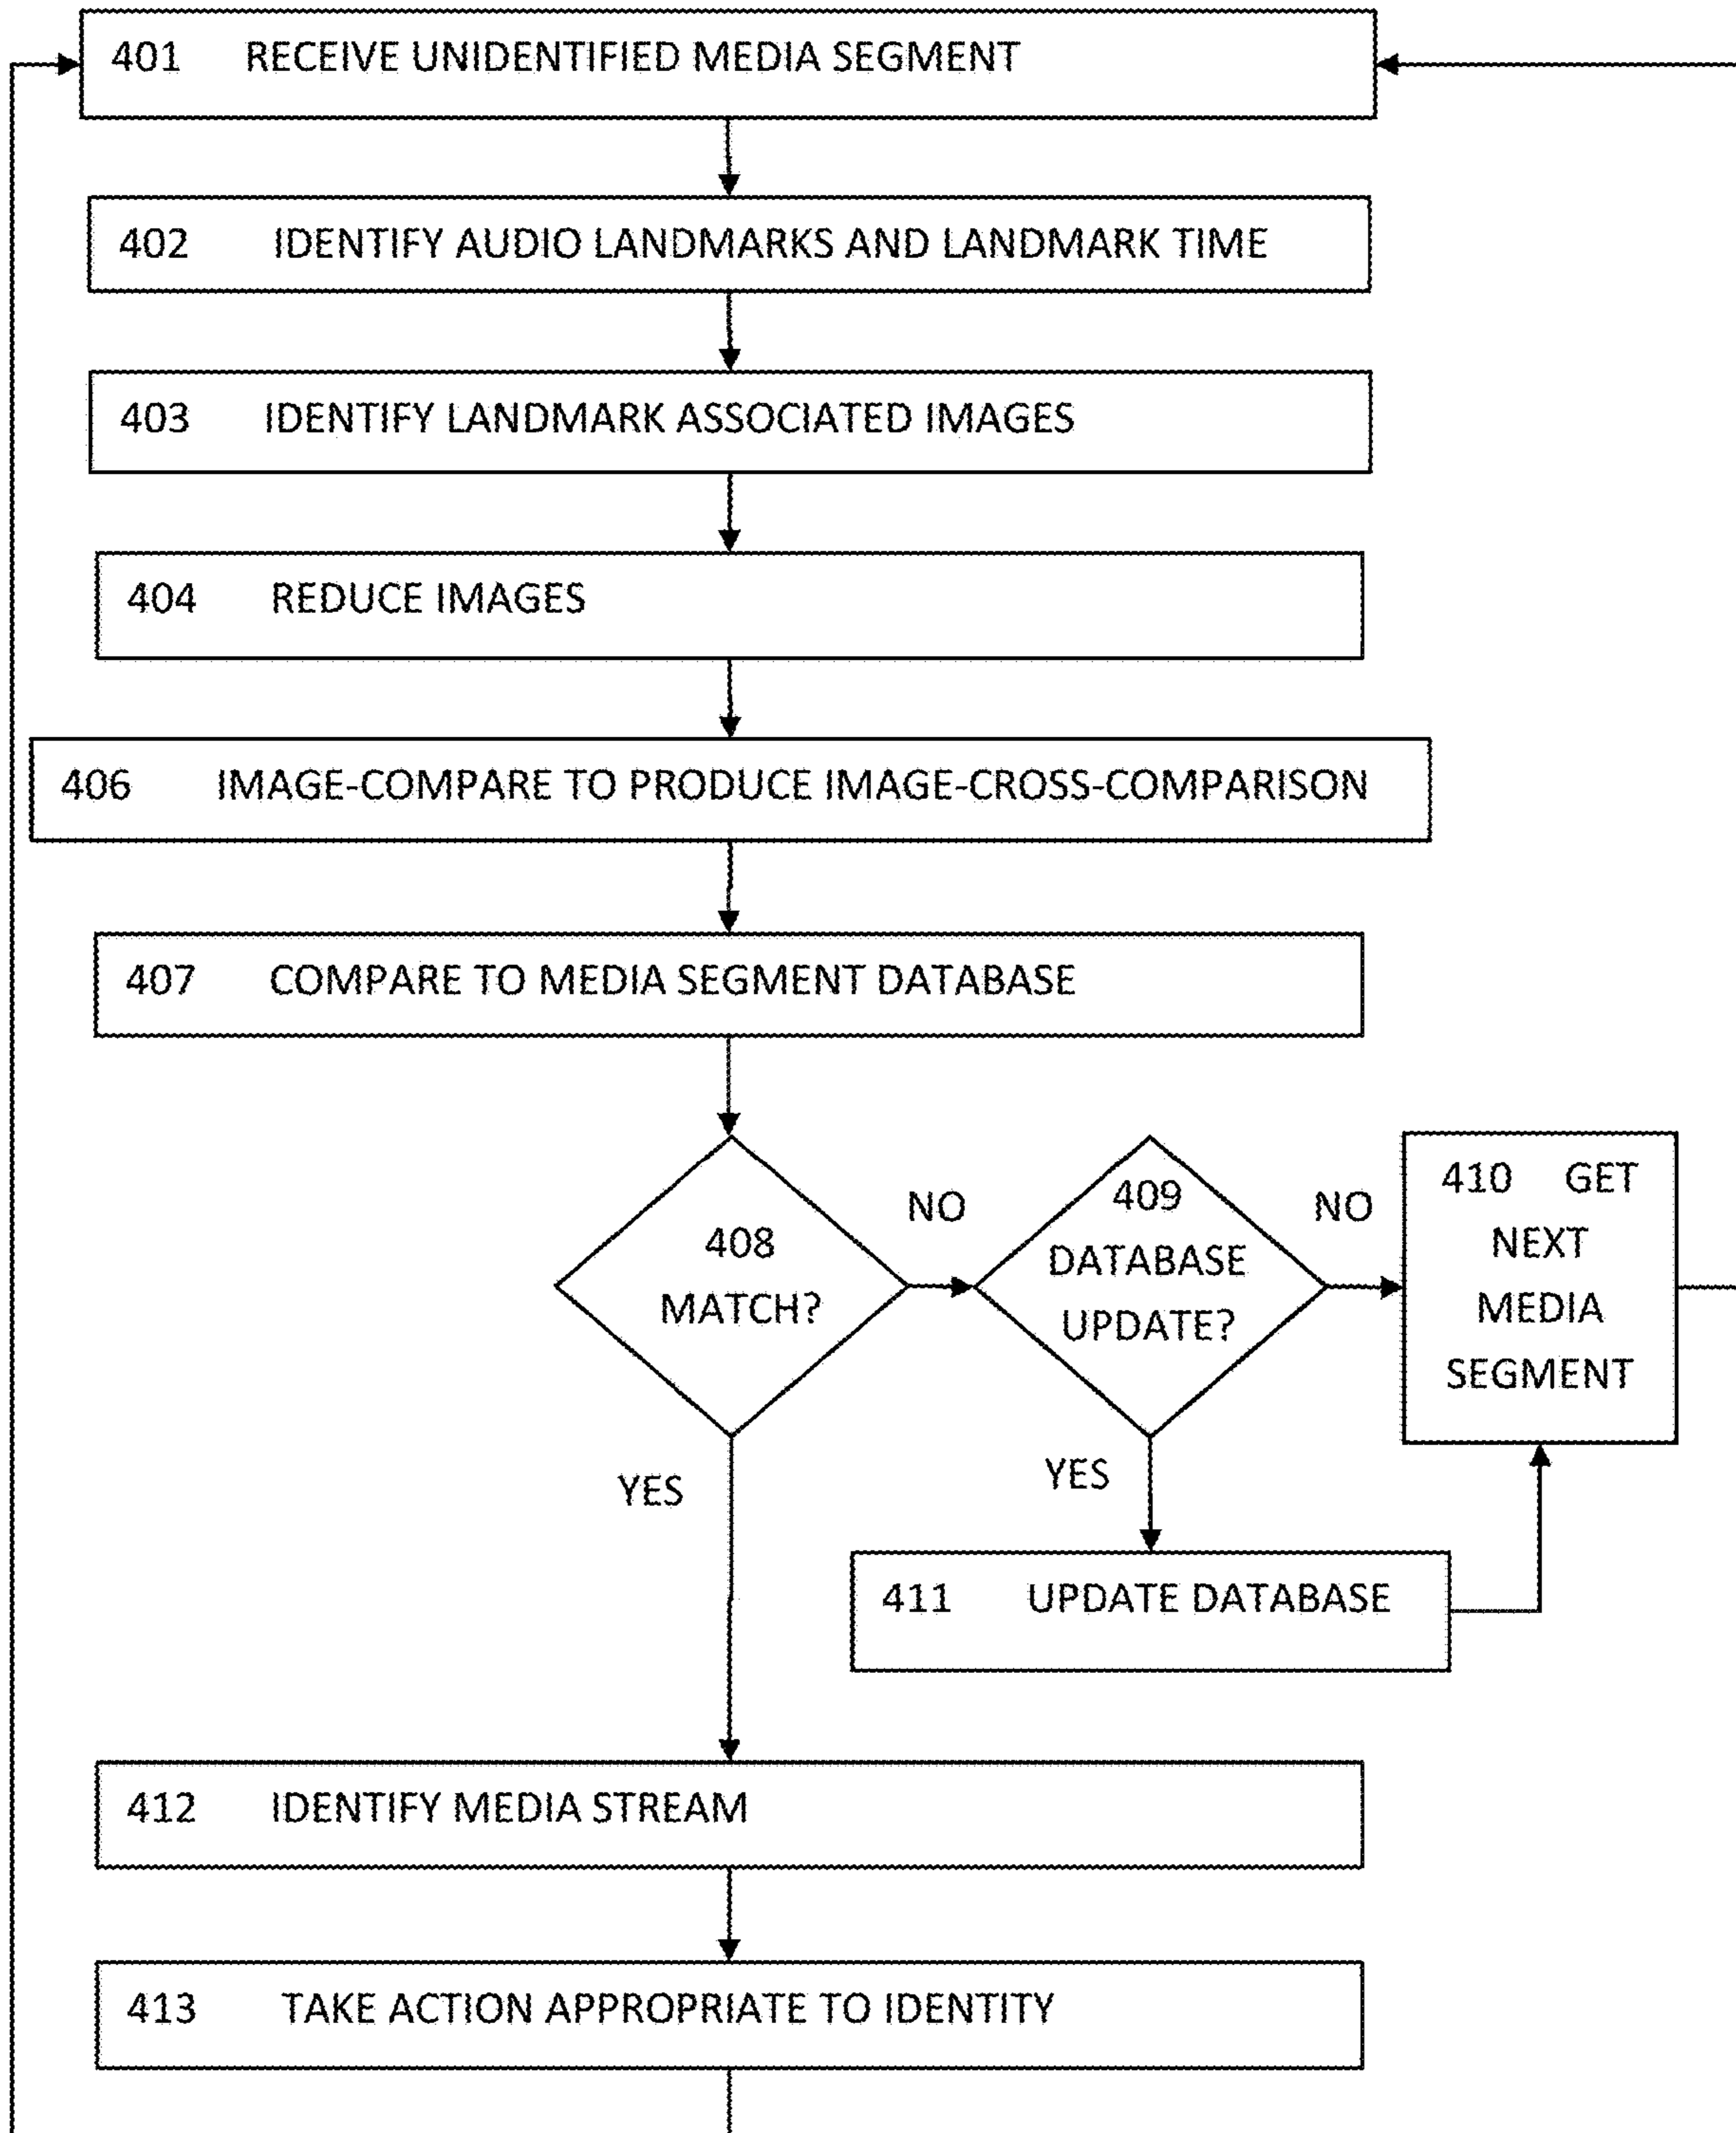 401 RECEIVE UNIDENTIFIED MEDIA SEGMENT
402 IDENTIFY AUDIO LANDMARKS AND LANDMARK TIME
403 IDENTIFY LANDMARK ASSOCIATED IMAGES
404 REDUCE IMAGES
406 IMAGE-COMPARE TO PRODUCE IMAGE-CROSS-COMPARISON
407 COMPARE TO MEDIA SEGMENT DATABASE
408
MATCH?
NO
YES
409
DATABASE
UPDATE?
NO
YES
410 GET
NEXT
MEDIA
SEGMENT
411 UPDATE DATABASE
412 IDENTIFY MEDIA STREAM
413 TAKE ACTION APPROPRIATE TO IDENTITY